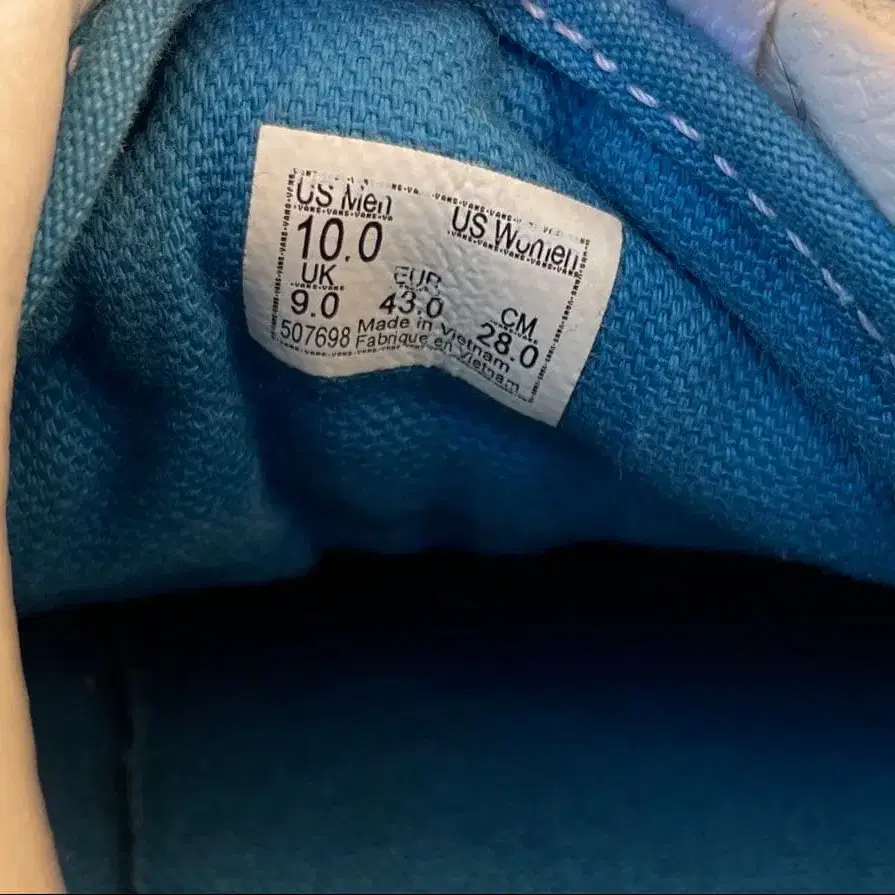 US Men US Women
10.0
UK EUR CM
9.0 43.0 28.0
507698 Made in Vietnam
Fabrique en Vietnam